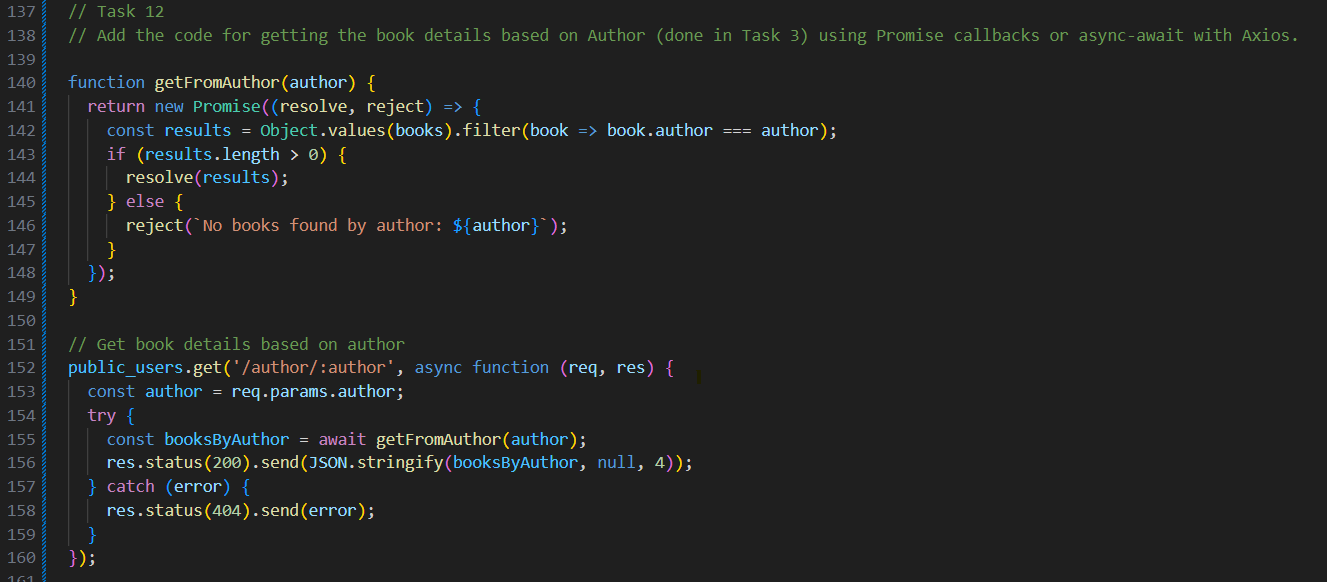 137 // Task 12
138 // Add the code for getting the book details based on Author (done in Task 3) using Promise callbacks or async-await with Axios.
139
140 function getFromAuthor(author) {
141   return new Promise((resolve, reject) => {
142     const results = Object.values(books).filter(book => book.author === author);
143     if (results.length > 0) {
144       resolve(results);
145     } else {
146       reject(`No books found by author: ${author}`);
147     }
148   });
149 }
150
151 // Get book details based on author
152 public_users.get('/author/:author', async function (req, res) {
153   const author = req.params.author;
154   try {
155     const booksByAuthor = await getFromAuthor(author);
156     res.status(200).send(JSON.stringify(booksByAuthor, null, 4));
157   } catch (error) {
158     res.status(404).send(error);
159   }
160 });
161